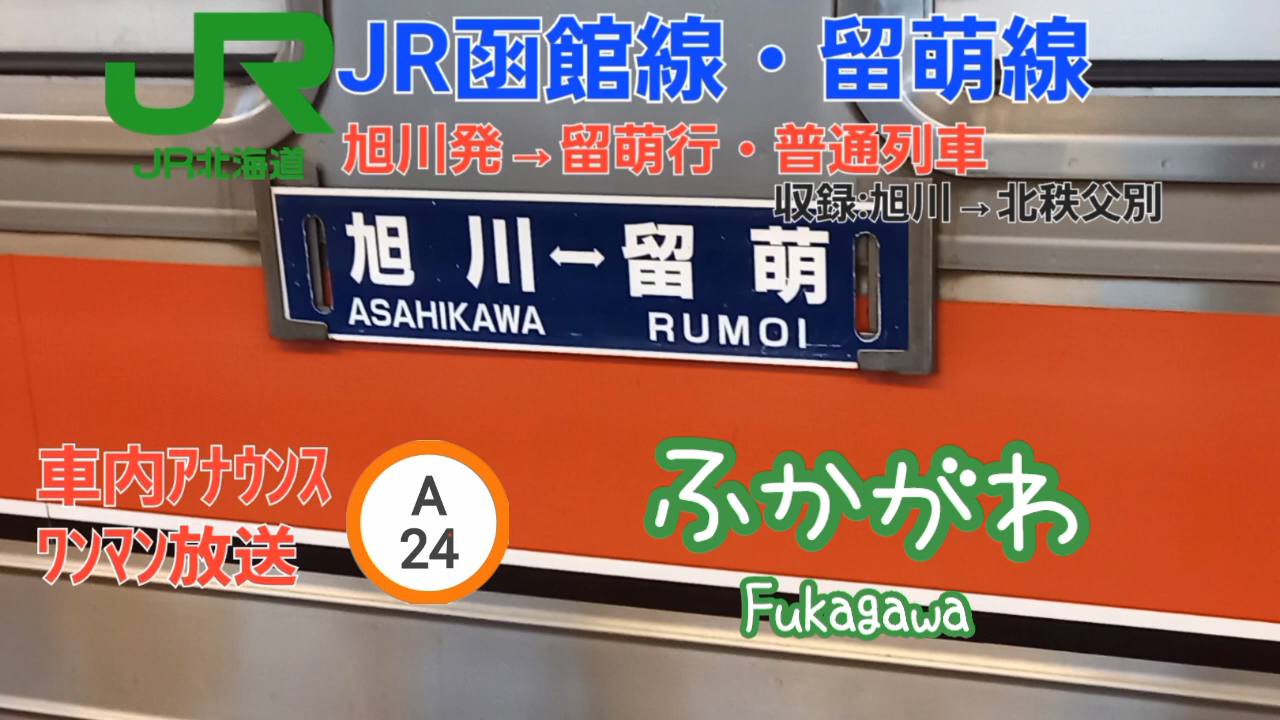 JR函館線・留萌線
JR北海道
旭川発→留萌行・普通列車
収録:旭川→北秩父別
旭川↔留萌
ASAHIKAWA RUMOI
車内ｱﾅｳﾝｽ
ﾜﾝﾏﾝ放送
A
24
ふかがわ
Fukagawa